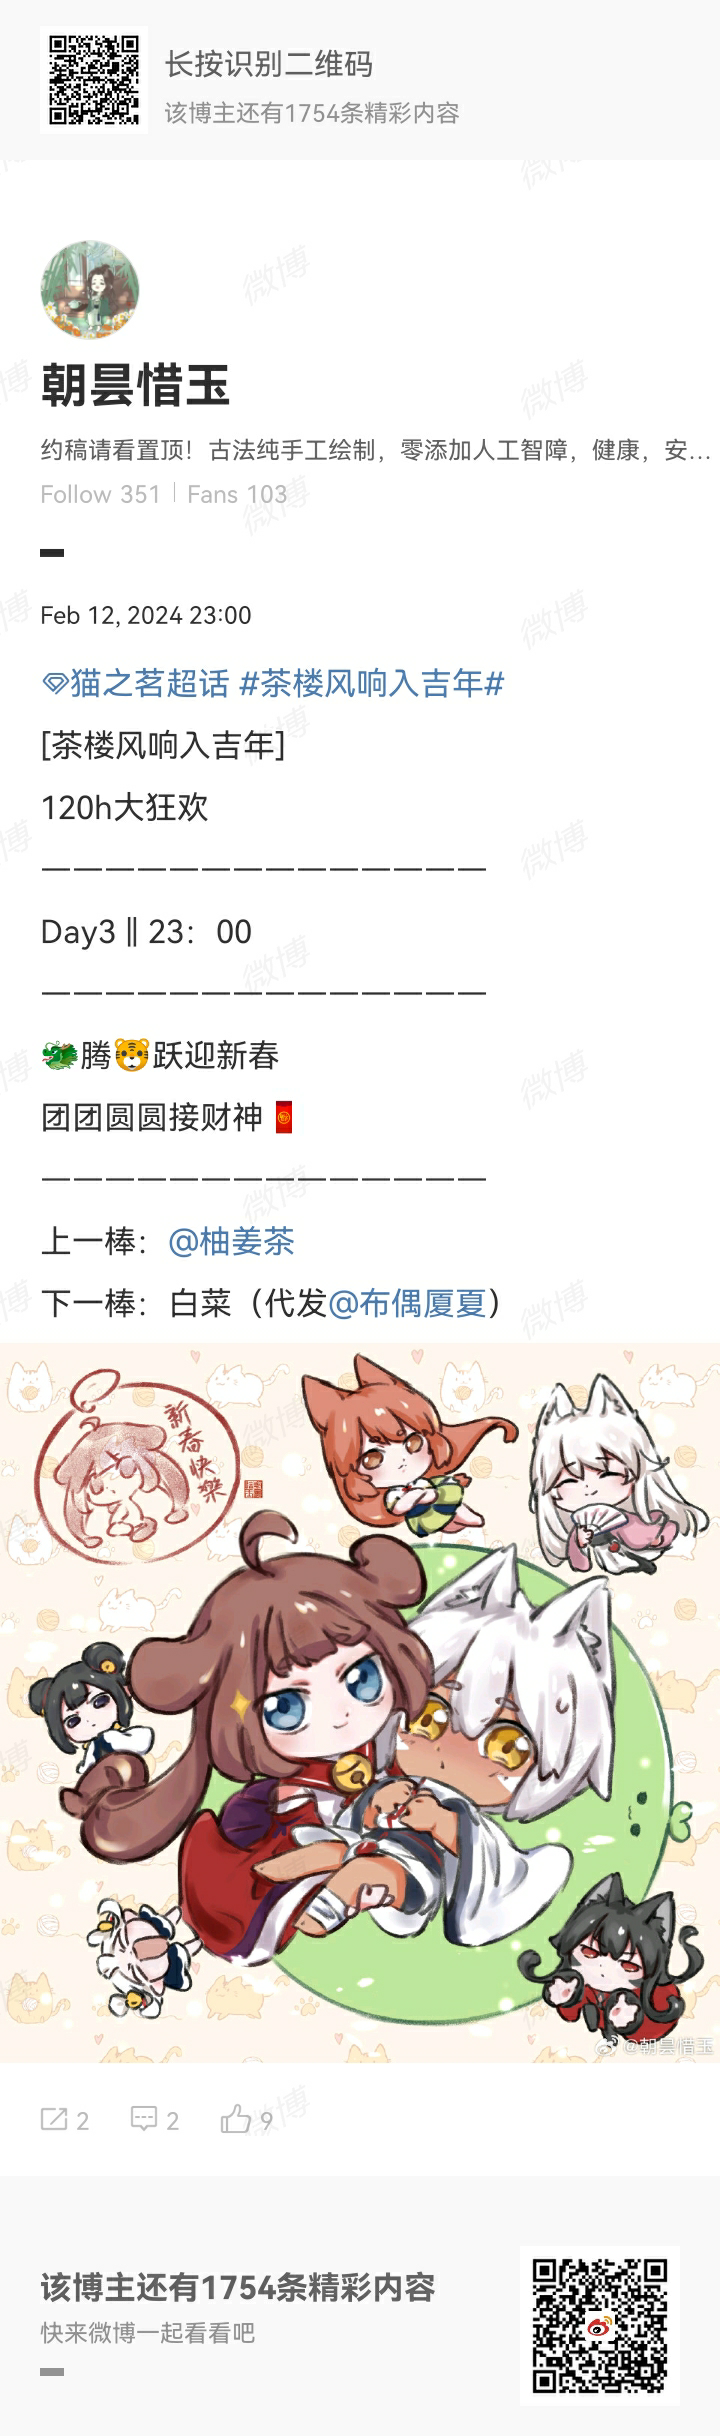 长按识别二维码
该博主还有1754条精彩内容
朝昙惜玉
约稿请看置顶！古法纯手工绘制，零添加人工智障，健康，安...
Follow 351 | Fans 103
Feb 12, 2024 23:00
猫之茗超话 #茶楼风响入吉年#
[茶楼风响入吉年]
120h大狂欢
——————————————
Day3 ‖ 23：00
——————————————
🐲腾🐯跃迎新春
团团圆圆接财神🧧
——————————————
上一棒：@柚姜茶
下一棒：白菜（代发@布偶厦夏）
新春快樂
@朝昙惜玉
2 2 9
该博主还有1754条精彩内容
快来微博一起看看吧
微博